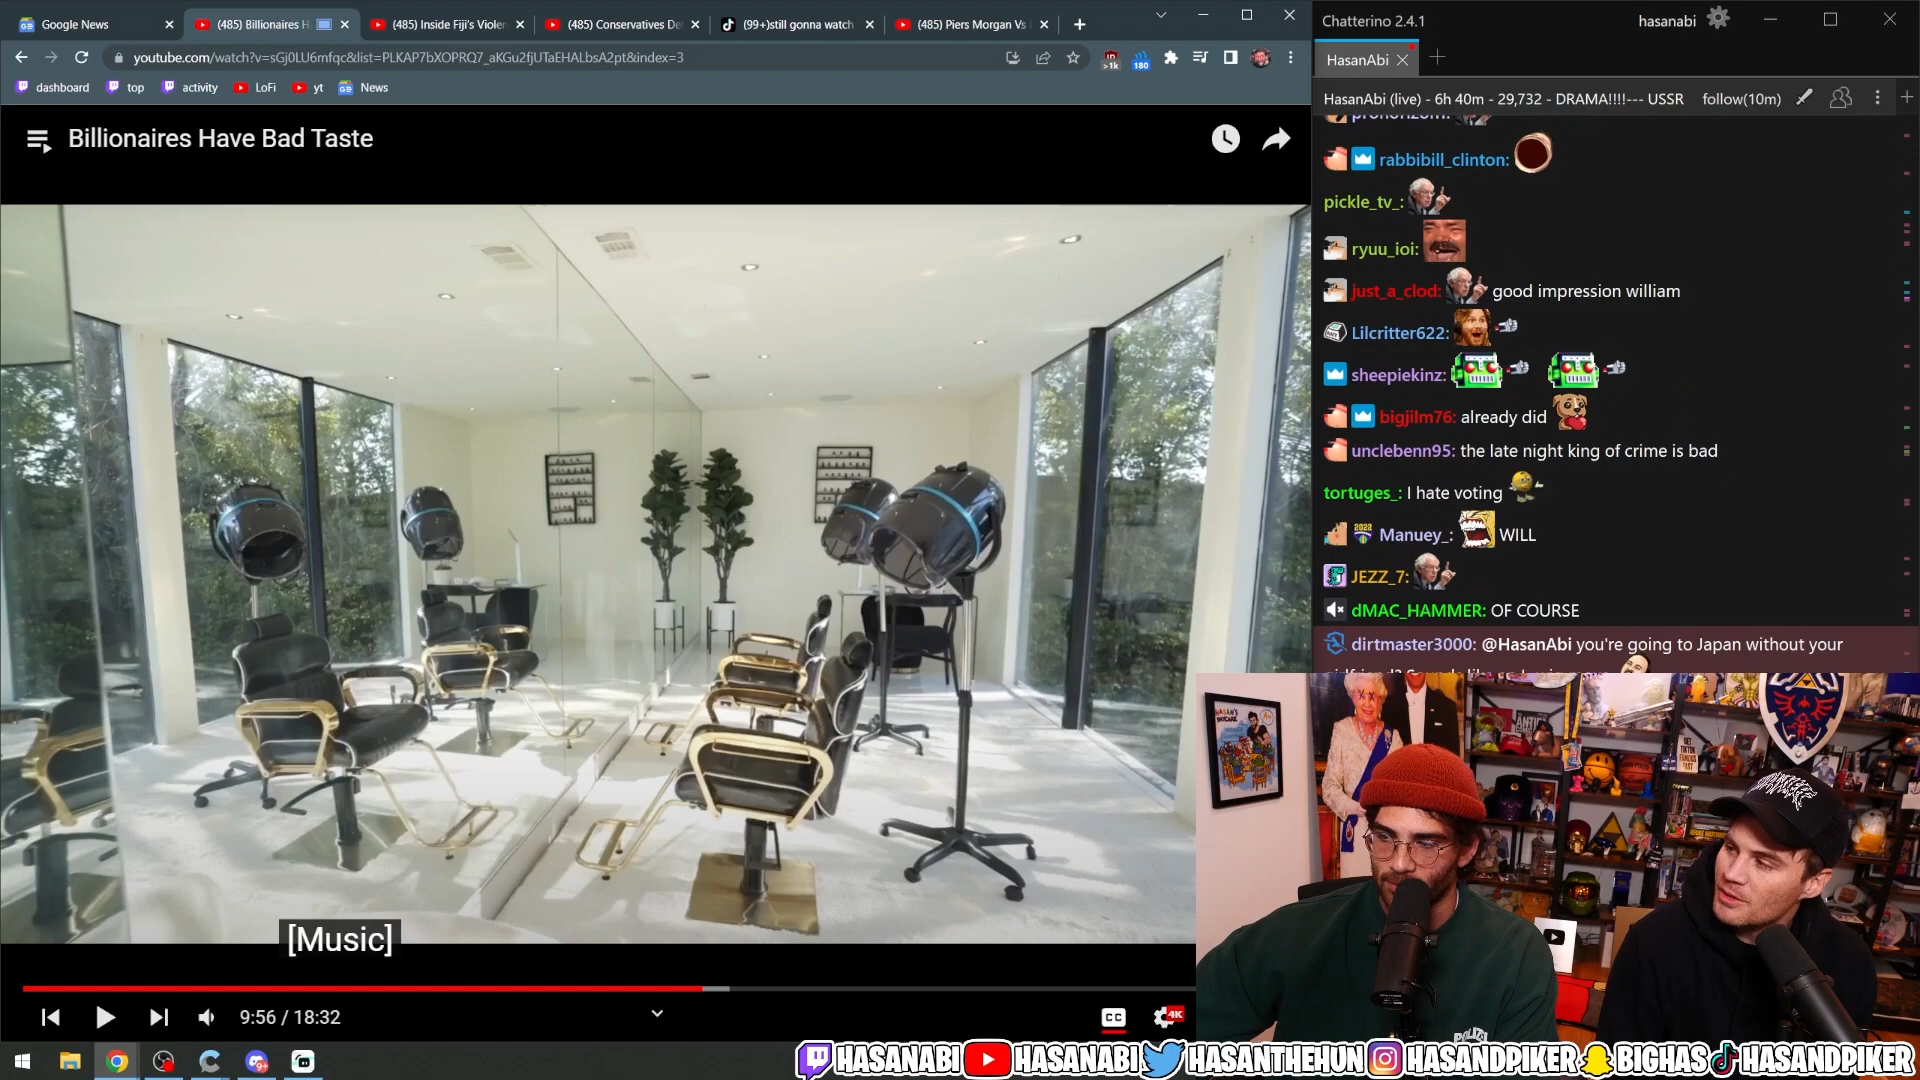 Google News
(485) Billionaires H
(485) Inside Fiji's Violen
(485) Conservatives De
(99+)still gonna watch
(485) Piers Morgan Vs
youtube.com/watch?v=sGj0LU6mfqc&list=PLKAP7bXOPRQ7_aKGu2fjUTaEHALbsA2pt&index=3
>1k
180
dashboard
top
activity
LoFi
yt
News
Billionaires Have Bad Taste
[Music]
9:56 / 18:32
CC
4K
Chatterino 2.4.1
hasanabi
HasanAbi
HasanAbi (live) - 6h 40m - 29,732 - DRAMA!!!!--- USSR
follow(10m)
rabbibill_clinton:
pickle_tv_:
ryuu_ioi:
just_a_clod: good impression william
Lilcritter622:
sheepiekinz:
bigjilm76: already did
unclebenn95: the late night king of crime is bad
tortuges_: I hate voting
2022 Manuey_: WILL
JEZZ_7:
dMAC_HAMMER: OF COURSE
dirtmaster3000: @HasanAbi you're going to Japan without your
HASANABI HASANABI HASANTHEHUN HASANDPIKER BIGHAS HASANDPIKER